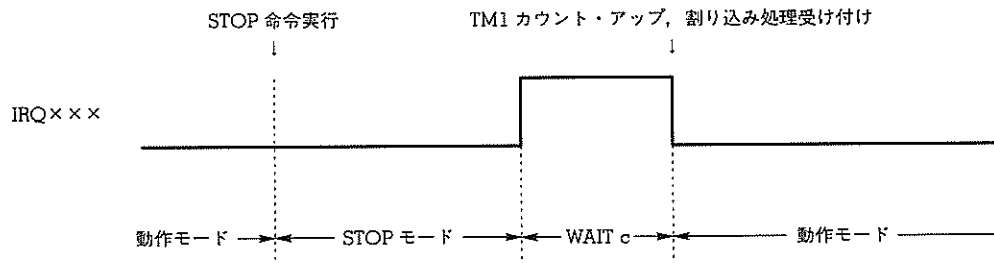 STOP 命令実行
TM1 カウント・アップ，割り込み処理受け付け
↓
↓
IRQ×××
動作モード
STOP モード
WAIT c
動作モード